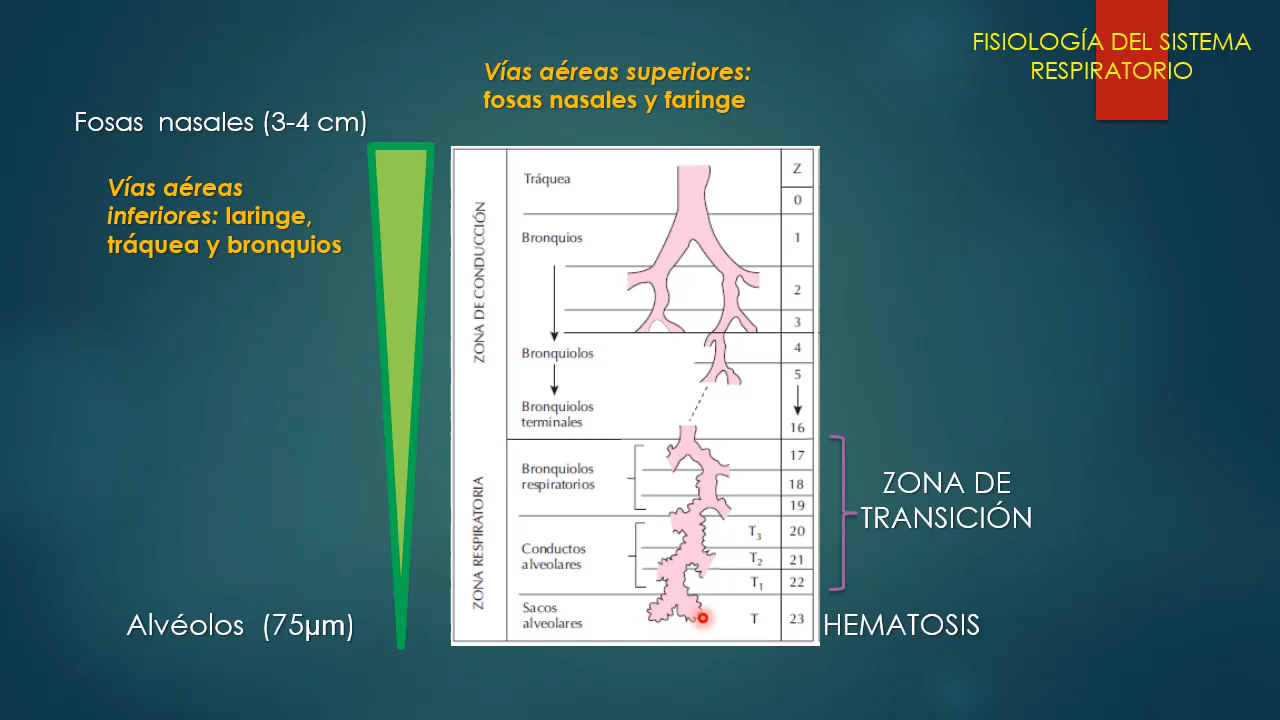 FISIOLOGÍA DEL SISTEMA
RESPIRATORIO
Vías aéreas superiores:
fosas nasales y faringe
Fosas nasales (3-4 cm)
Vías aéreas
inferiores: laringe,
tráquea y bronquios
ZONA DE CONDUCCIÓN
Tráquea
Z
0
Bronquios
1
2
3
Bronquiolos
4
5
Bronquiolos
terminales
16
ZONA RESPIRATORIA
Bronquiolos
respiratorios
17
18
19
Conductos
alveolares
T3
20
T2
21
T1
22
Sacos
alveolares
T
23
ZONA DE
TRANSICIÓN
Alvéolos (75µm)
HEMATOSIS